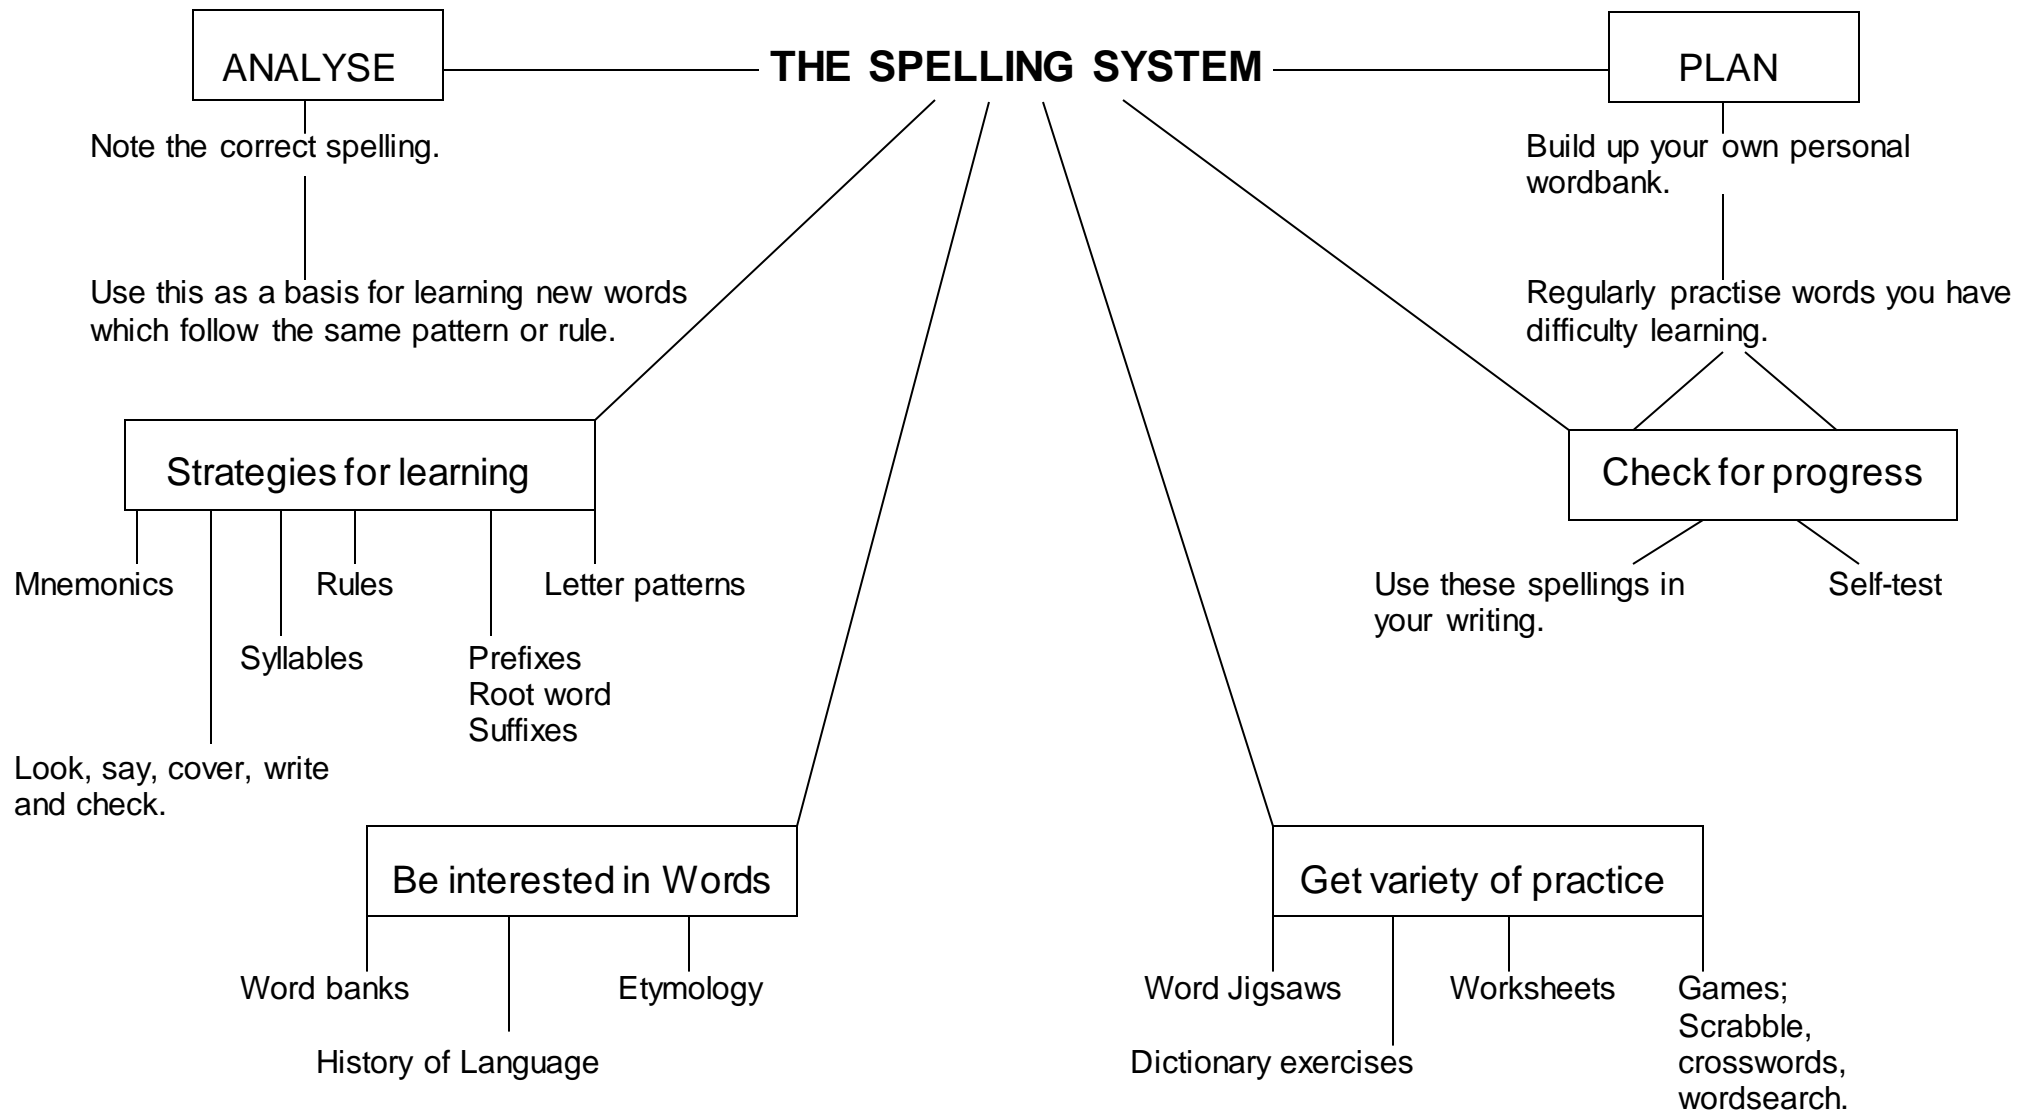 ANALYSE
THE SPELLING SYSTEM
PLAN
Note the correct spelling.
Build up your own personal
wordbank.
Use this as a basis for learning new words
which follow the same pattern or rule.
Regularly practise words you have
difficulty learning.
Strategies for learning
Check for progress
Mnemonics
Rules
Letter patterns
Use these spellings in
your writing.
Self-test
Syllables
Prefixes
Root word
Suffixes
Look, say, cover, write
and check.
Be interested in Words
Get variety of practice
Word banks
Etymology
History of Language
Word Jigsaws
Worksheets
Games;
Scrabble,
crosswords,
wordsearch.
Dictionary exercises